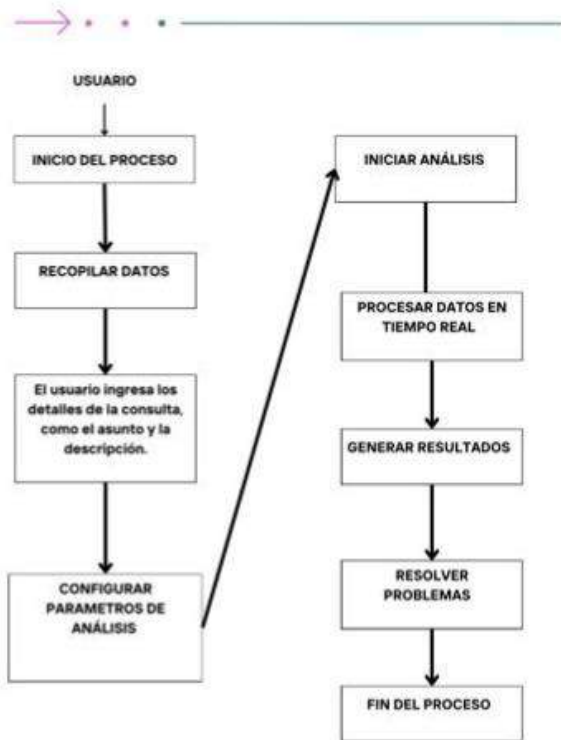 USUARIO
INICIO DEL PROCESO
RECOPILAR DATOS
El usuario ingresa los
detalles de la consulta,
como el asunto y la
descripción.
CONFIGURAR
PARAMETROS DE
ANÁLISIS
INICIAR ANÁLISIS
PROCESAR DATOS EN
TIEMPO REAL
GENERAR RESULTADOS
RESOLVER
PROBLEMAS
FIN DEL PROCESO